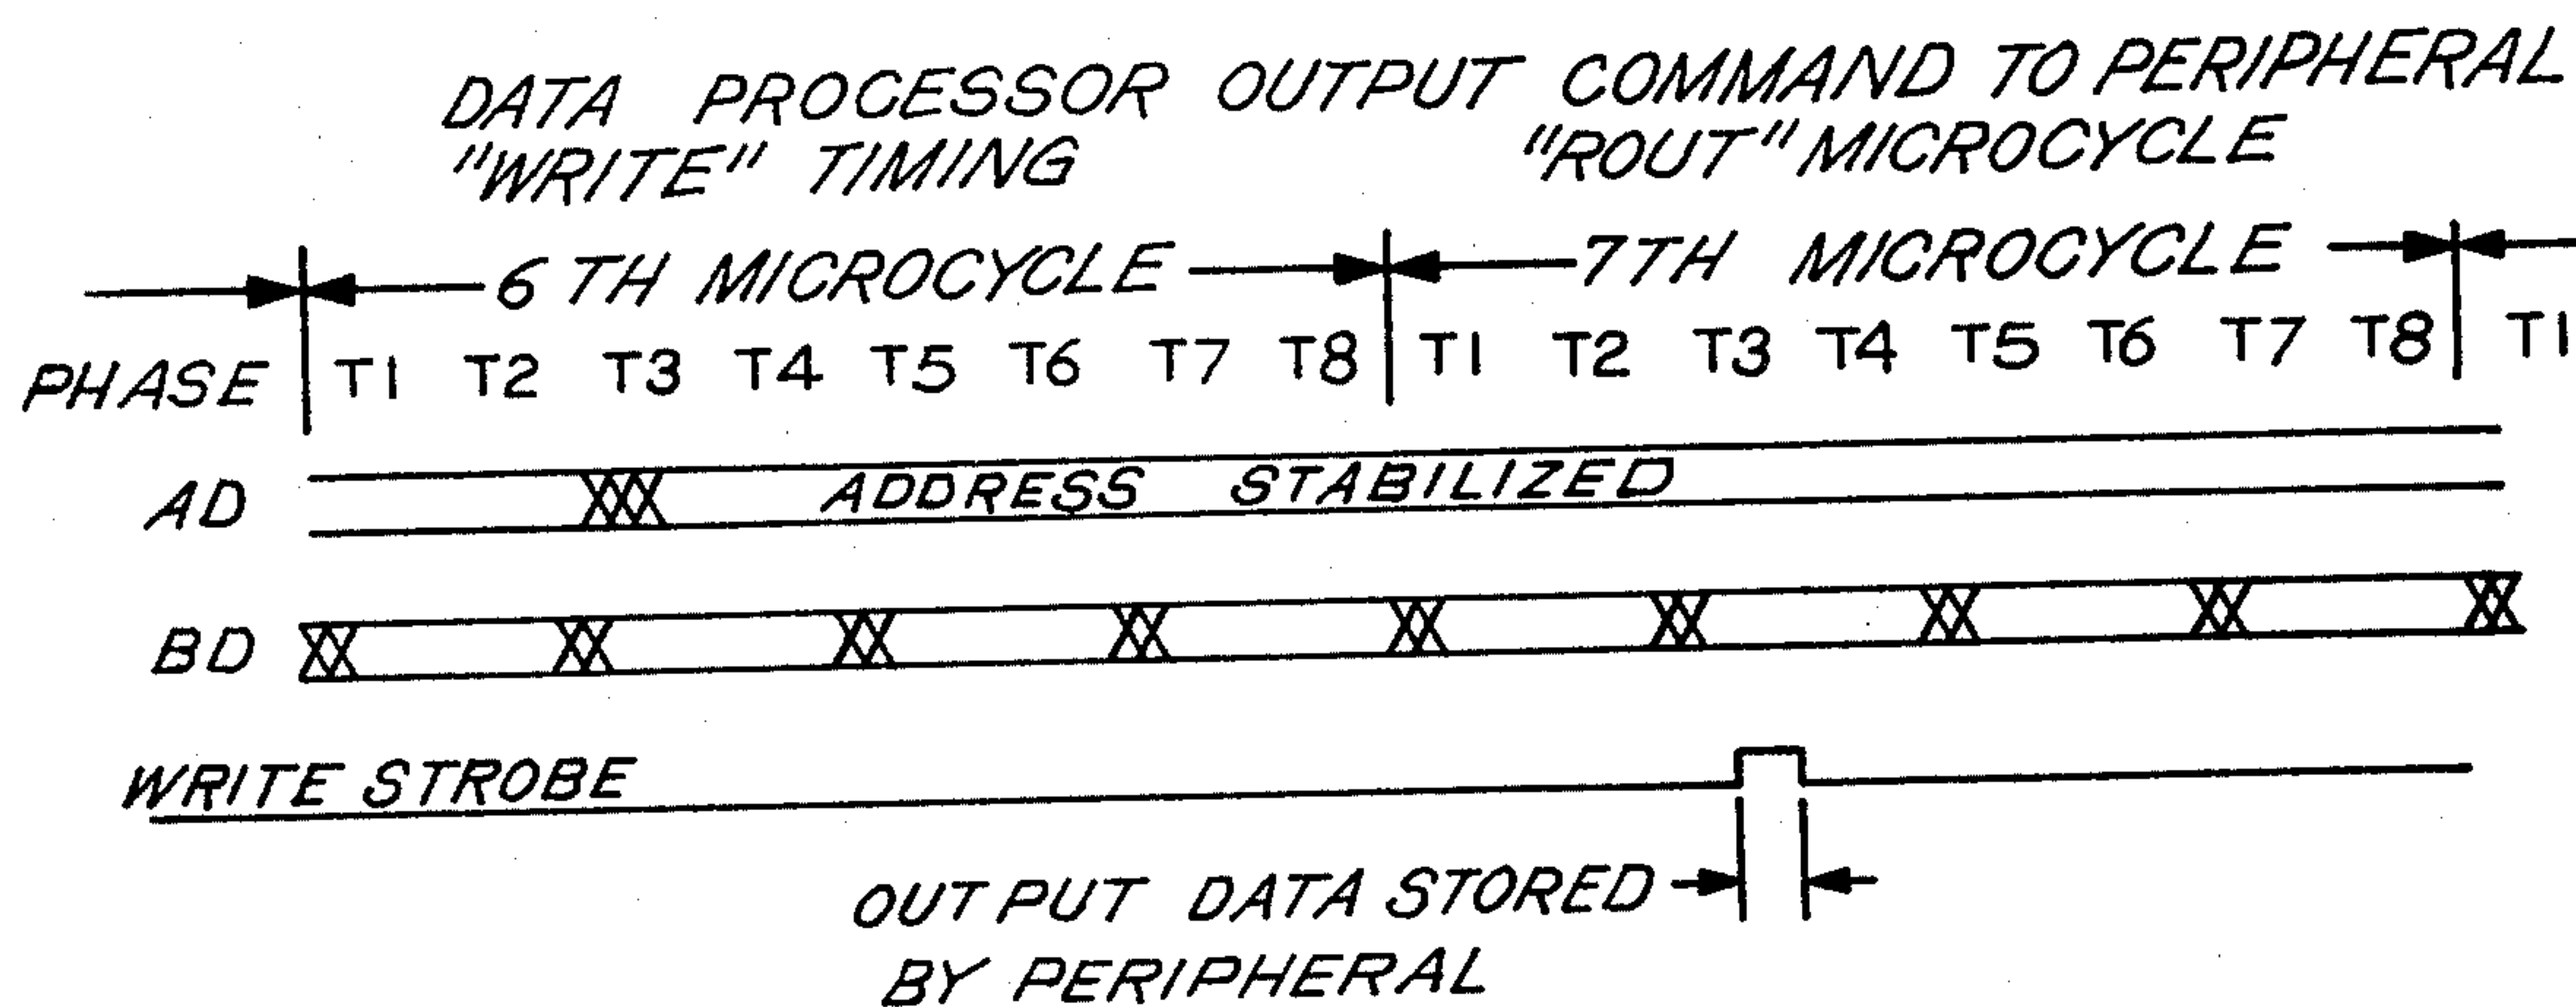 DATA PROCESSOR OUTPUT COMMAND TO PERIPHERAL
"WRITE" TIMING "ROUT" MICROCYCLE
6 TH MICROCYCLE 7TH MICROCYCLE
PHASE T1 T2 T3 T4 T5 T6 T7 T8 T1 T2 T3 T4 T5 T6 T7 T8 T1
AD ADDRESS STABILIZED
BD
WRITE STROBE
OUTPUT DATA STORED
BY PERIPHERAL